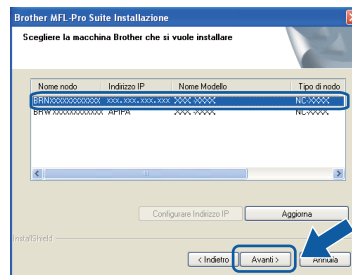 Brother MFL-Pro Suite Installazione
Scegliere la macchina Brother che si vuole installare
Nome nodo Indirizzo IP Nome Modello Tipo di nodo
BRNXXXXXXXXXXXX XXX.XXX.XXX.XXX XXX-XXXX NC-XXXX
BRWXXXXXXXXXXXX APIPA XXX-XXXX NC-XXXX
Configurare Indirizzo IP Aggiorna
InstallShield
< Indietro Avanti > Annulla